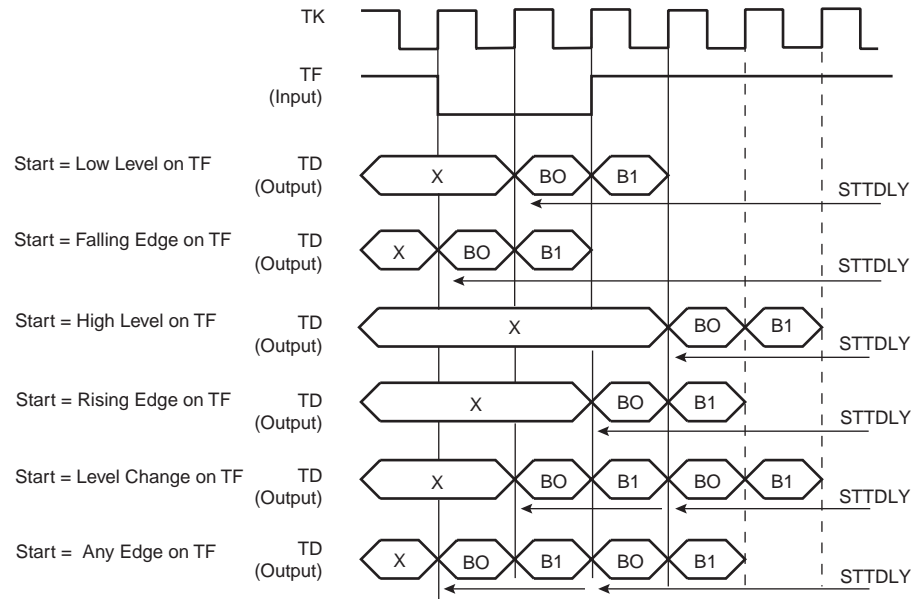 TK
TF
(Input)
Start = Low Level on TF
TD
(Output)
X
BO
B1
STTDLY
Start = Falling Edge on TF
TD
(Output)
X
BO
B1
STTDLY
Start = High Level on TF
TD
(Output)
X
BO
B1
STTDLY
Start = Rising Edge on TF
TD
(Output)
X
BO
B1
STTDLY
Start = Level Change on TF
TD
(Output)
X
BO
B1
BO
B1
STTDLY
Start = Any Edge on TF
TD
(Output)
X
BO
B1
BO
B1
STTDLY